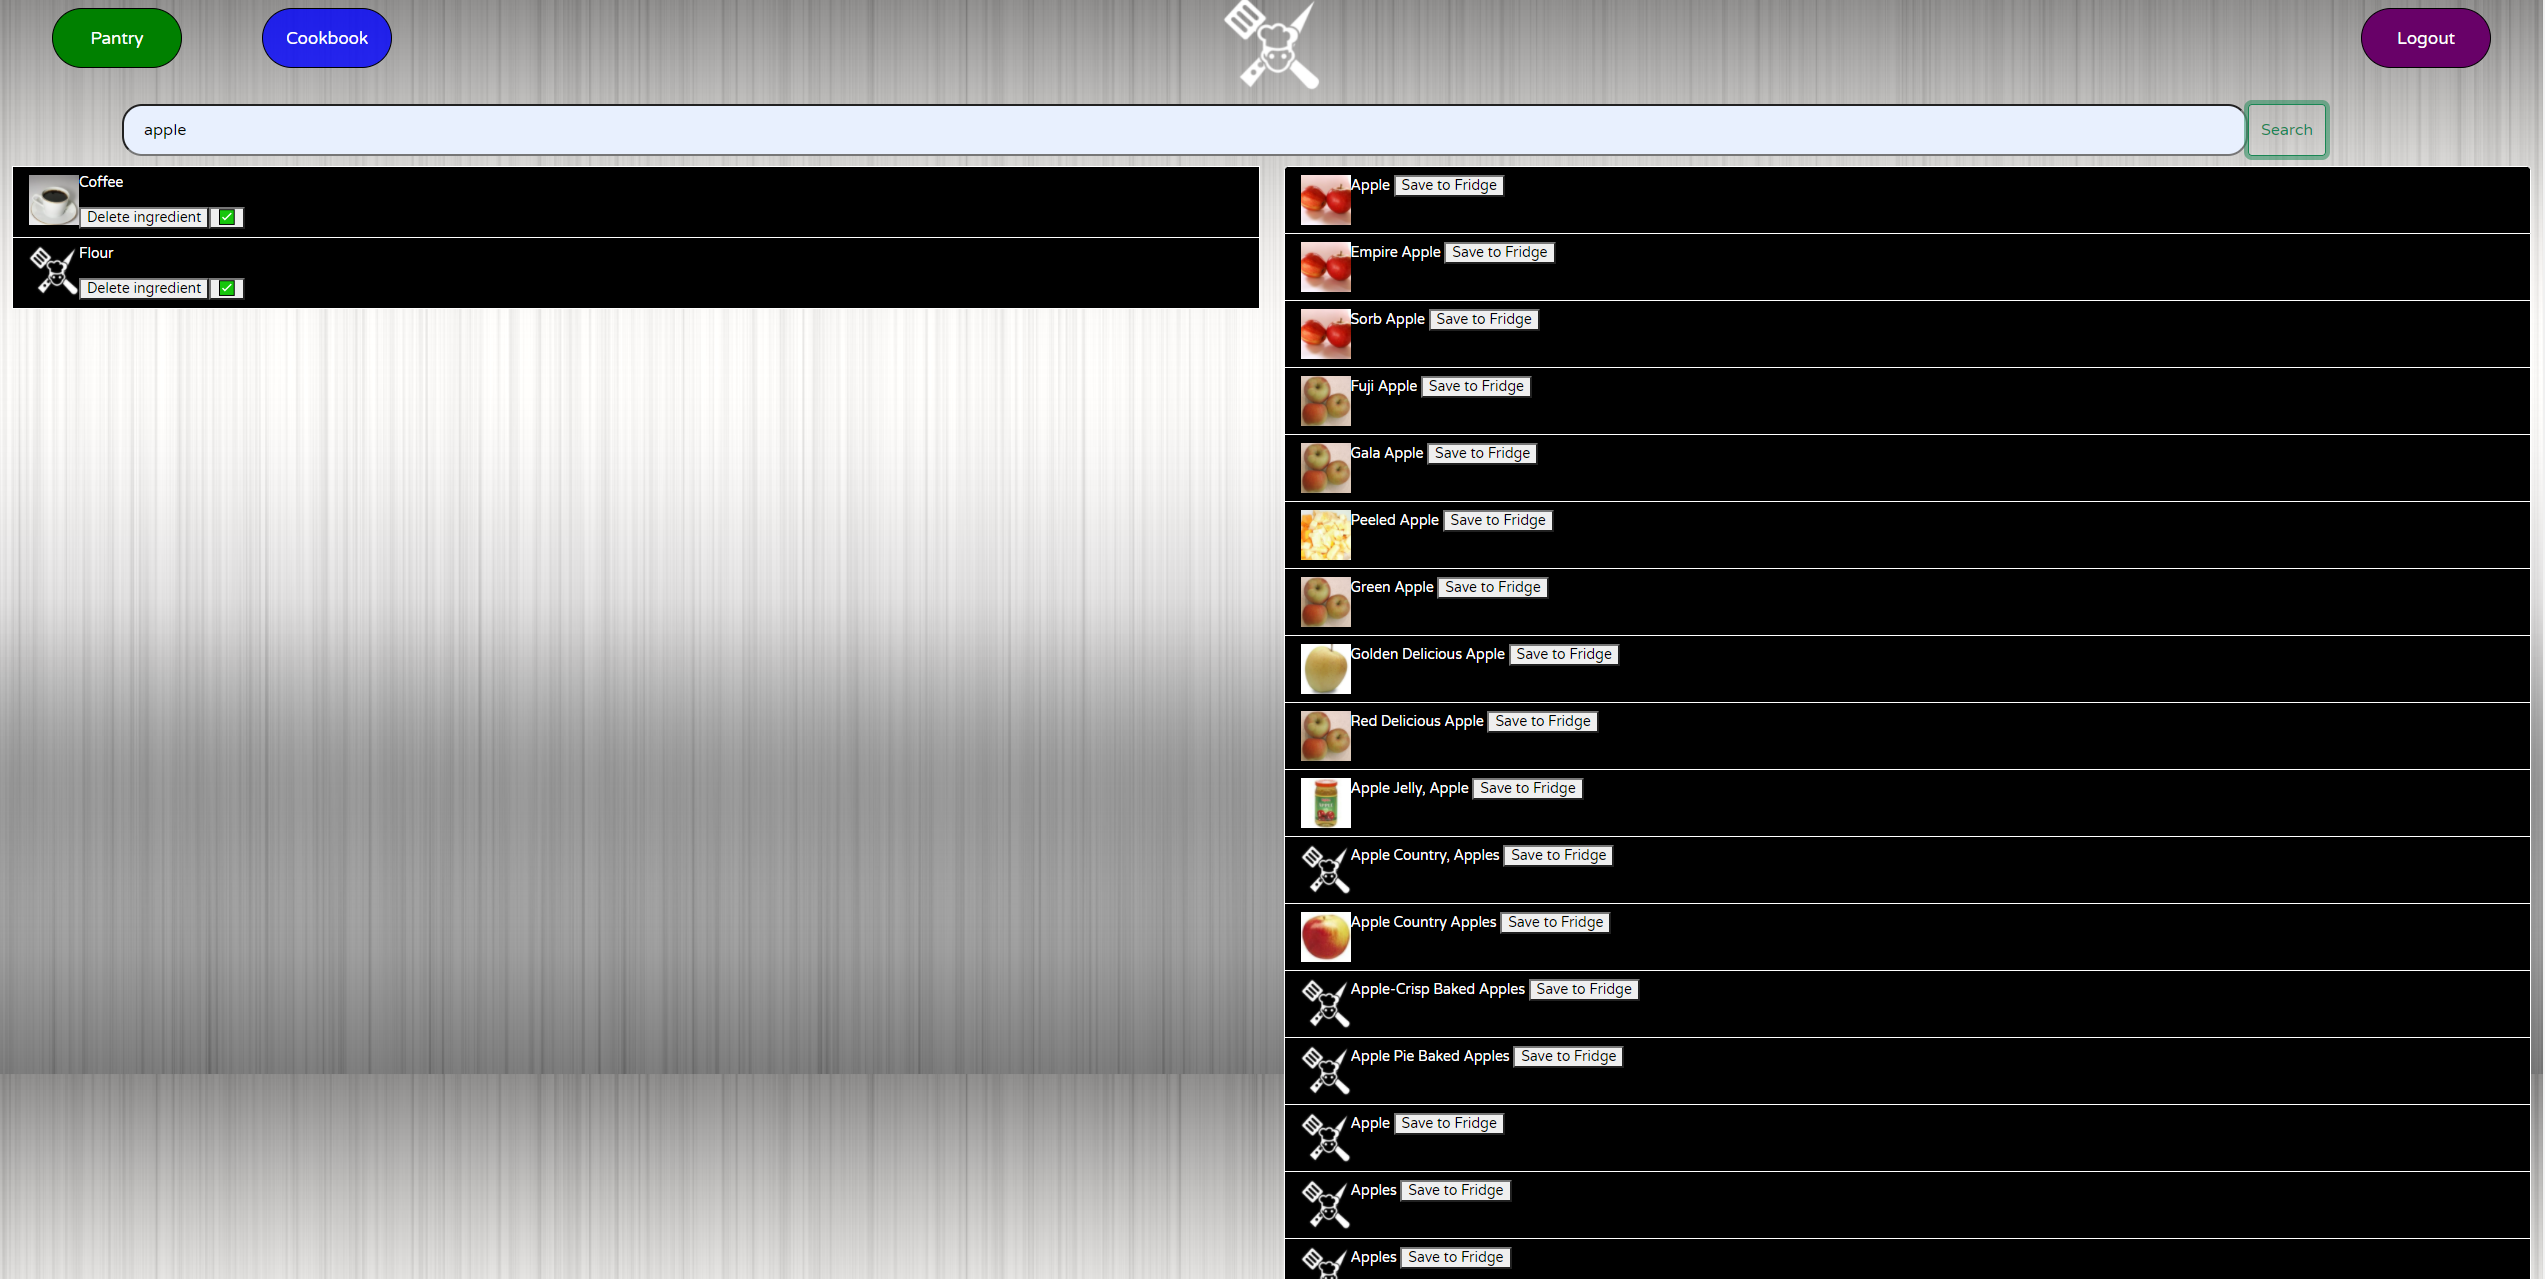 Pantry Cookbook Logout
apple Search
Coffee
Delete ingredient ✅
Flour
Delete ingredient ✅
Apple Save to Fridge
Empire Apple Save to Fridge
Sorb Apple Save to Fridge
Fuji Apple Save to Fridge
Gala Apple Save to Fridge
Peeled Apple Save to Fridge
Green Apple Save to Fridge
Golden Delicious Apple Save to Fridge
Red Delicious Apple Save to Fridge
Apple Jelly, Apple Save to Fridge
Apple Country, Apples Save to Fridge
Apple Country Apples Save to Fridge
Apple-Crisp Baked Apples Save to Fridge
Apple Pie Baked Apples Save to Fridge
Apple Save to Fridge
Apples Save to Fridge
Apples Save to Fridge